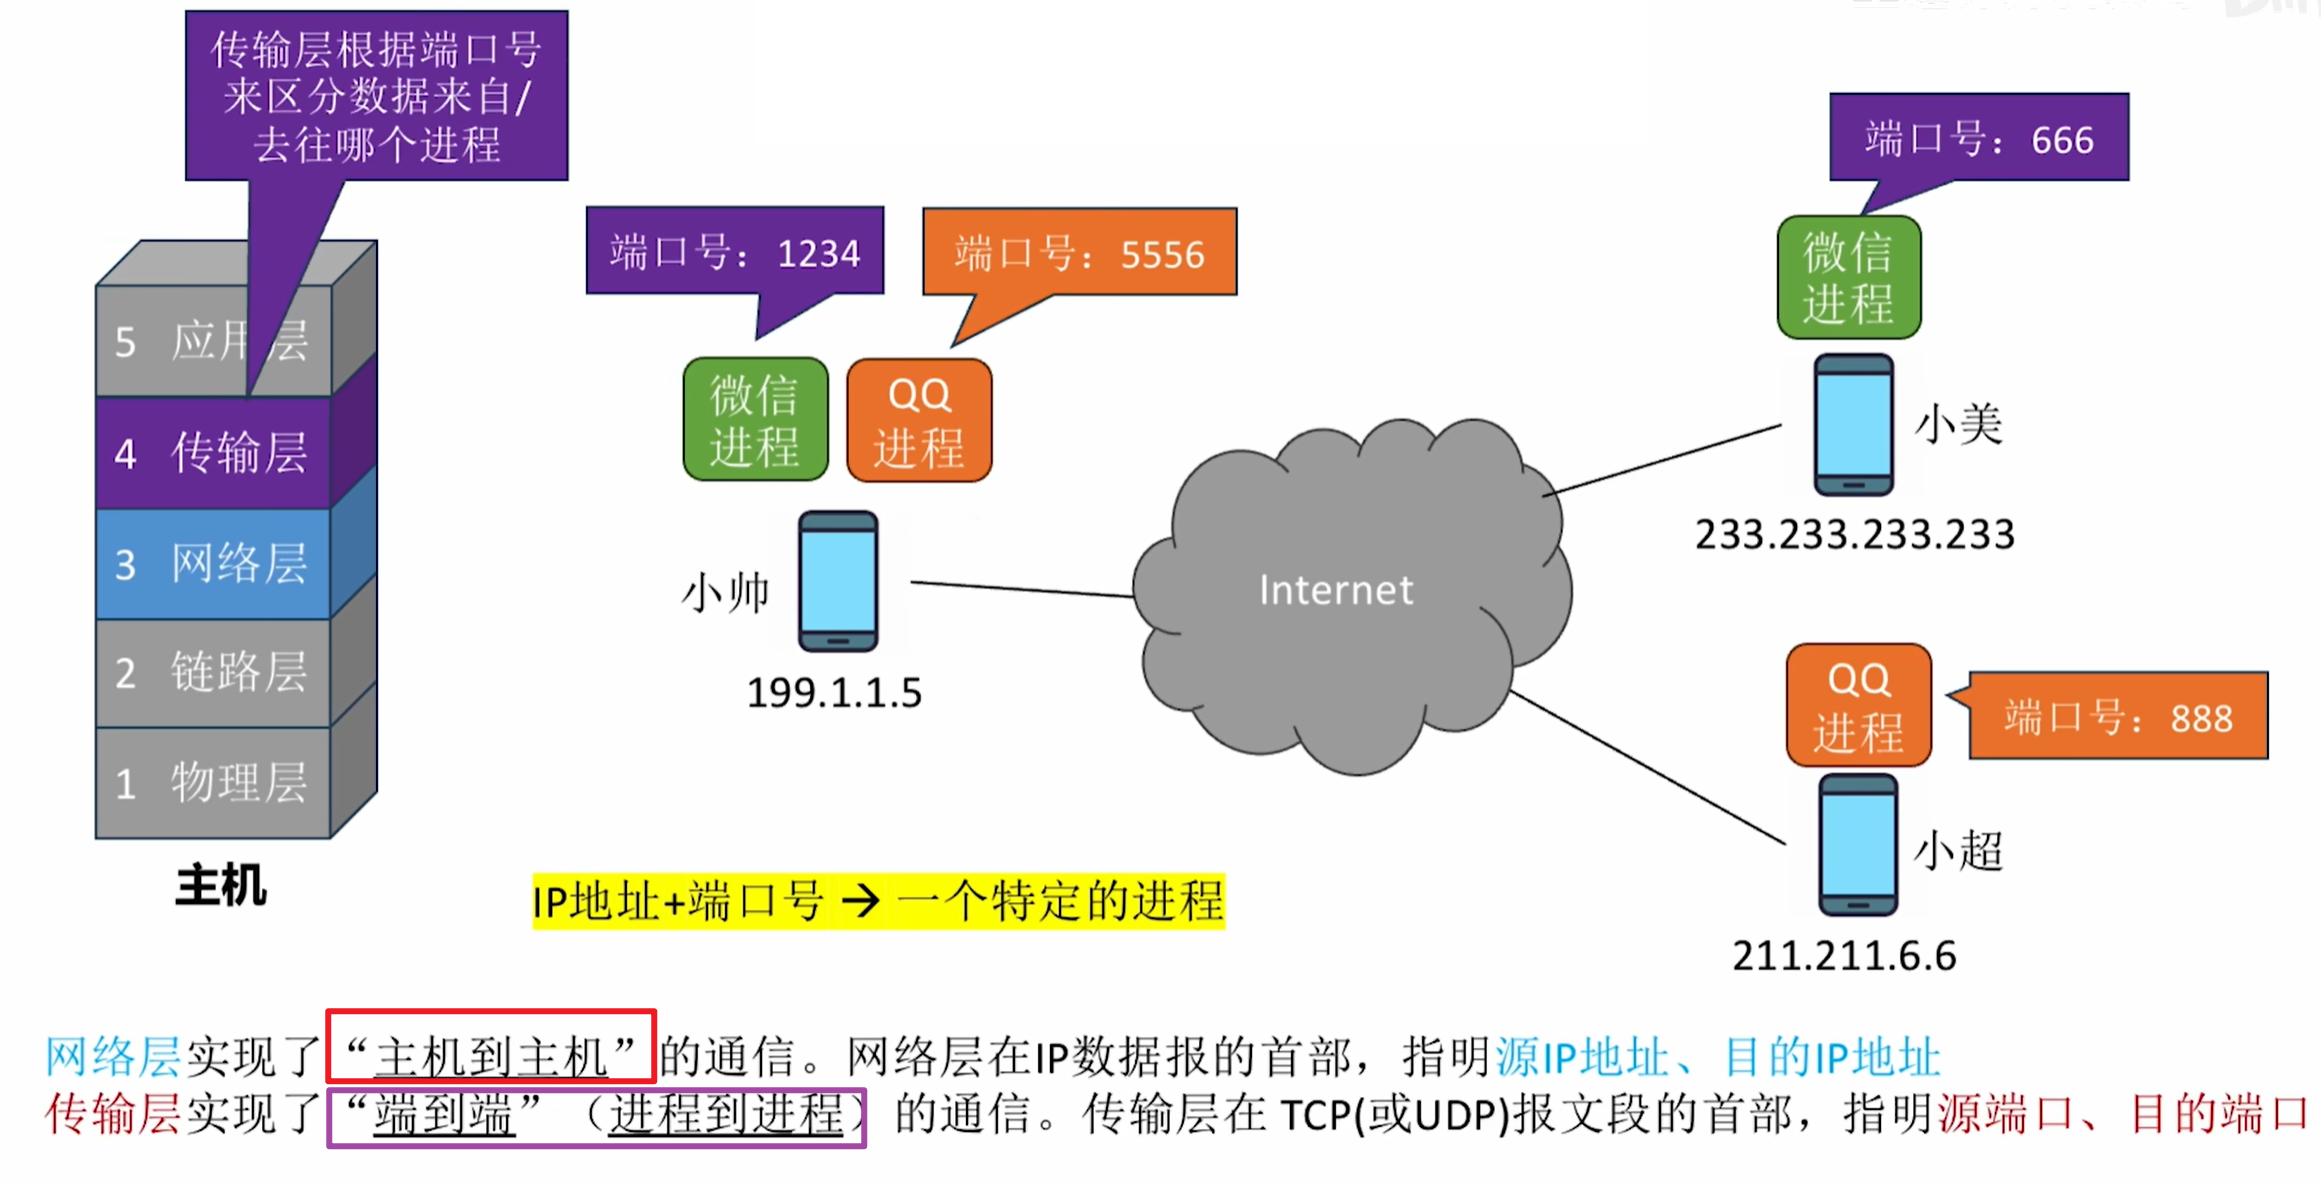 传输层根据端口号
来区分数据来自/
去往哪个进程
端口号：666
端口号：1234
端口号：5556
微信
进程
微信
进程
QQ
进程
5 应用层
4 传输层
3 网络层
2 链路层
1 物理层
主机
小美
233.233.233.233
小帅
199.1.1.5
Internet
QQ
进程
端口号：888
小超
211.211.6.6
IP地址+端口号→一个特定的进程
网络层实现了“主机到主机”的通信。网络层在IP数据报的首部，指明源IP地址、目的IP地址
传输层实现了“端到端”（进程到进程）的通信。传输层在 TCP(或UDP)报文段的首部，指明源端口、目的端口